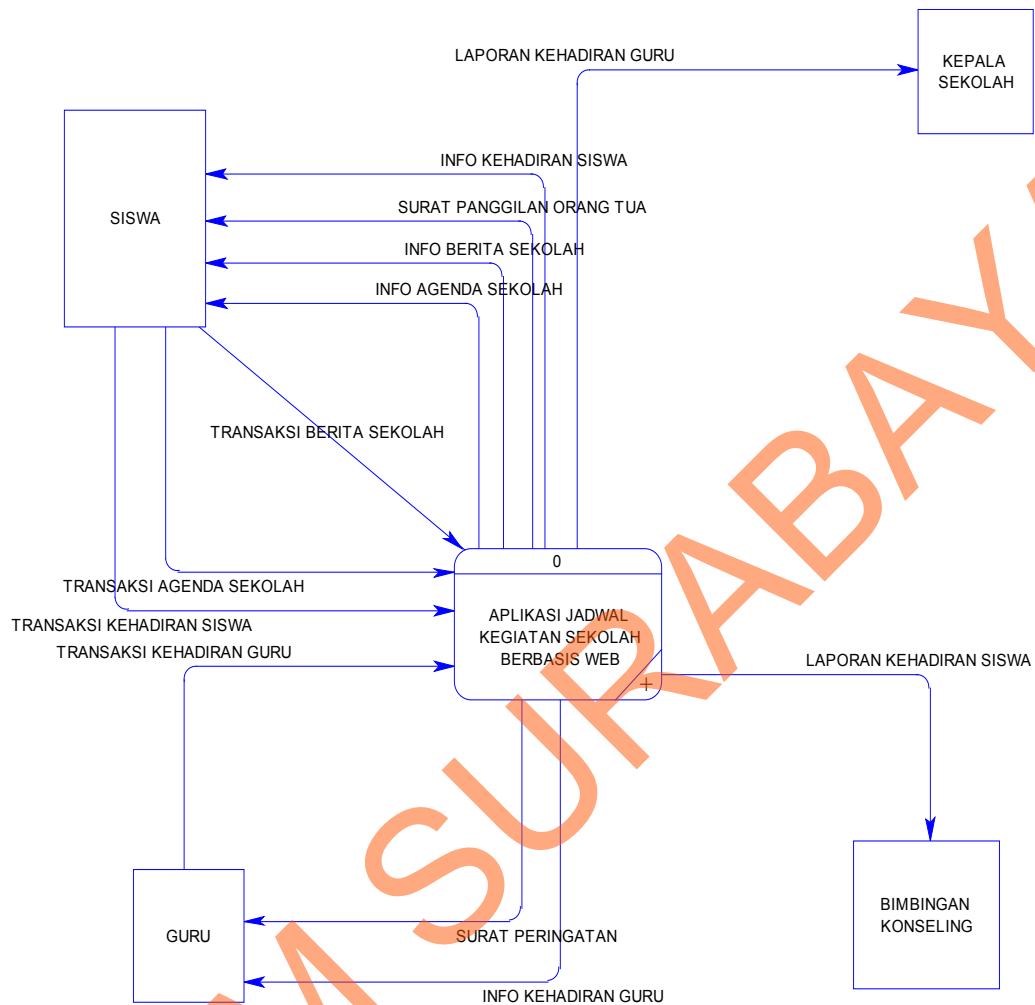 LAPORAN KEHADIRAN GURU
KEPALA
SEKOLAH
INFO KEHADIRAN SISWA
SISWA
SURAT PANGGILAN ORANG TUA
INFO BERITA SEKOLAH
INFO AGENDA SEKOLAH
TRANSAKSI BERITA SEKOLAH
0
TRANSAKSI AGENDA SEKOLAH
APLIKASI JADWAL
KEGIATAN SEKOLAH
BERBASIS WEB
TRANSAKSI KEHADIRAN SISWA
TRANSAKSI KEHADIRAN GURU
LAPORAN KEHADIRAN SISWA
+
BIMBINGAN
KONSELING
GURU
SURAT PERINGATAN
INFO KEHADIRAN GURU
M SURABAYA